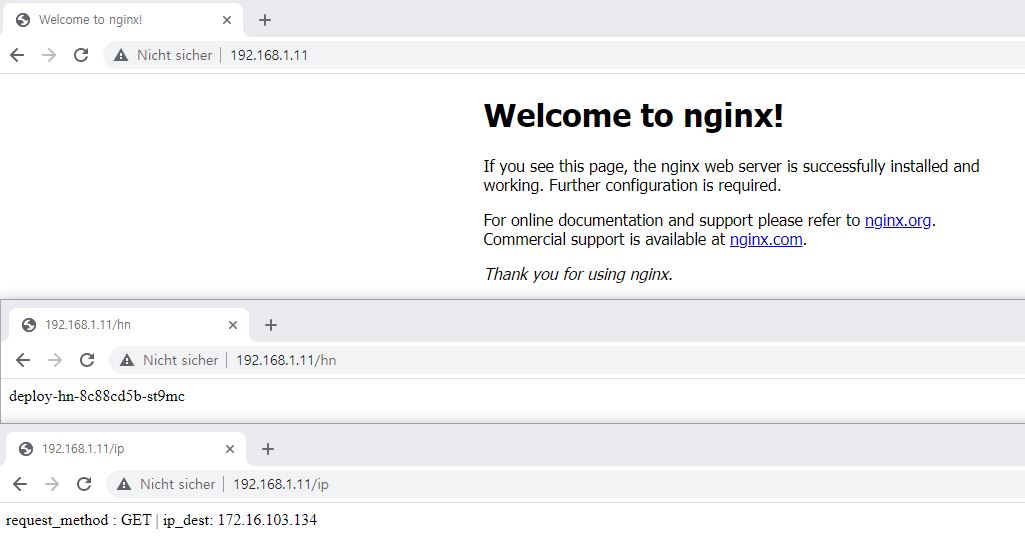 Welcome to nginx!
Nicht sicher | 192.168.1.11
Welcome to nginx!
If you see this page, the nginx web server is successfully installed and
working. Further configuration is required.
For online documentation and support please refer to nginx.org.
Commercial support is available at nginx.com.
Thank you for using nginx.
192.168.1.11/hn
Nicht sicher | 192.168.1.11/hn
deploy-hn-8c88cd5b-st9mc
192.168.1.11/ip
Nicht sicher | 192.168.1.11/ip
request_method : GET | ip_dest: 172.16.103.134